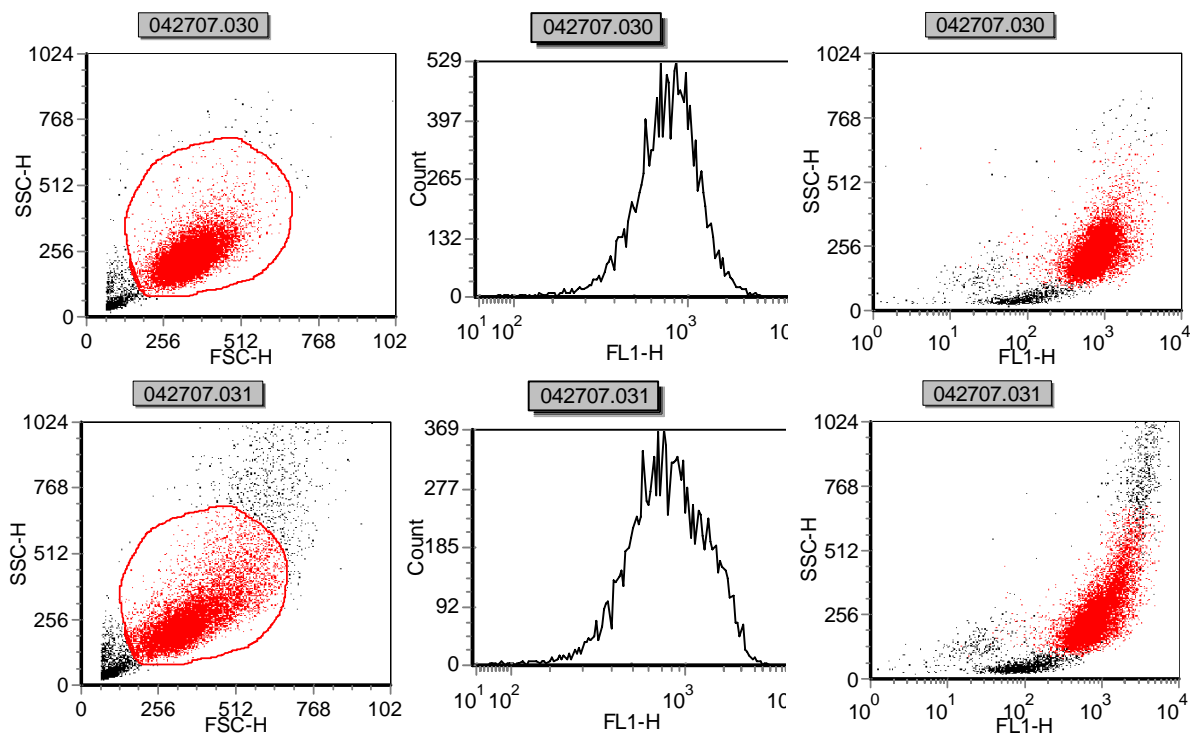 042707.030
042707.030
042707.030
1024
768
512
256
0
SSC-H
0 256 512 768 102
FSC-H
529
397
265
132
0
Count
10¹ 10² 10³ 10
FL1-H
1024
768
512
256
0
SSC-H
10⁰ 10¹ 10² 10³ 10⁴
FL1-H
042707.031
042707.031
042707.031
1024
768
512
256
0
SSC-H
0 256 512 768 102
FSC-H
369
277
185
92
0
Count
10¹ 10² 10³ 10
FL1-H
1024
768
512
256
0
SSC-H
10⁰ 10¹ 10² 10³ 10⁴
FL1-H